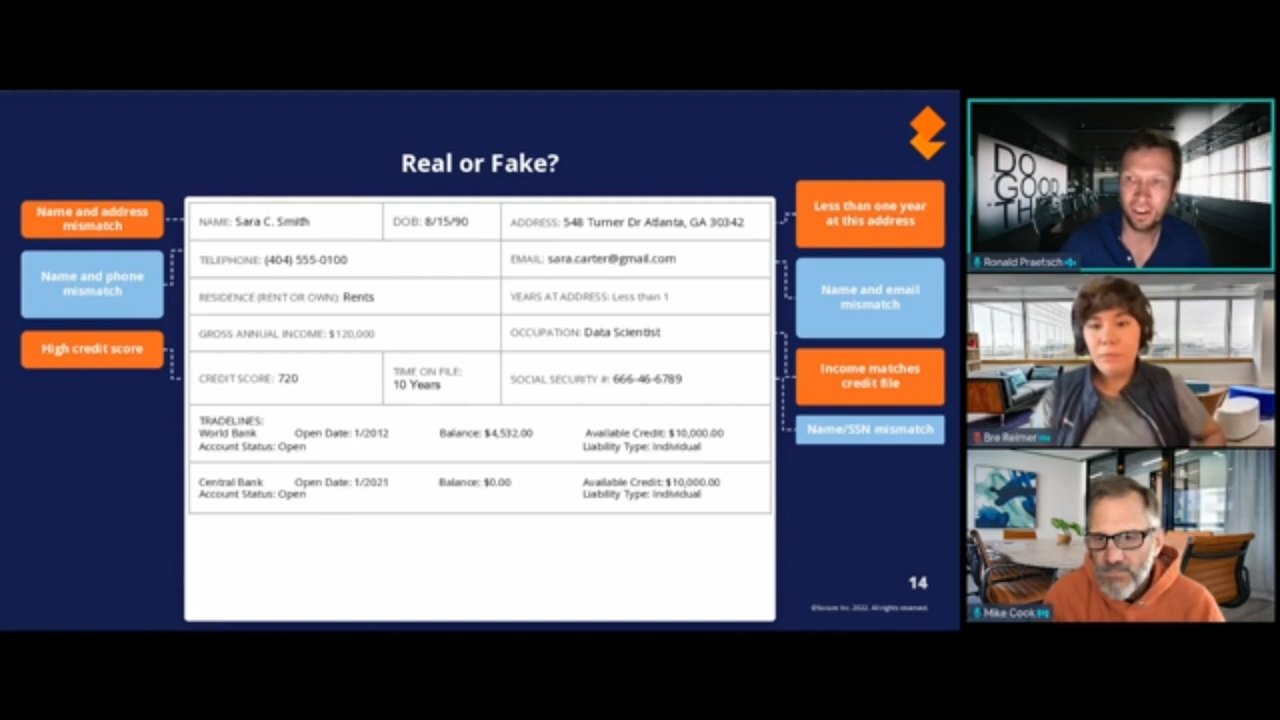 Real or Fake?
Name and address
mismatch
Name and phone
mismatch
High credit score
NAME: Sara C. Smith
DOB: 8/15/90
ADDRESS: 548 Turner Dr Atlanta, GA 30342
TELEPHONE: (404) 555-0100
EMAIL: sara.carter@gmail.com
RESIDENCE (RENT OR OWN): Rents
YEARS AT ADDRESS: Less than 1
GROSS ANNUAL INCOME: $120,000
OCCUPATION: Data Scientist
CREDIT SCORE: 720
TIME ON FILE:
10 Years
SOCIAL SECURITY #: 666-46-6789
TRADELINES:
World Bank Open Date: 1/2012 Balance: $4,532.00 Available Credit: $10,000.00
Account Status: Open Liability Type: Individual
Central Bank Open Date: 1/2021 Balance: $0.00 Available Credit: $10,000.00
Account Status: Open Liability Type: Individual
Less than one year
at this address
Name and email
mismatch
Income matches
credit file
Name/SSN mismatch
14
©Socure Inc. 2022. All rights reserved.
DO
GOOD
TH
Ronald Praetsch
Bre Reimer
Mike Cook